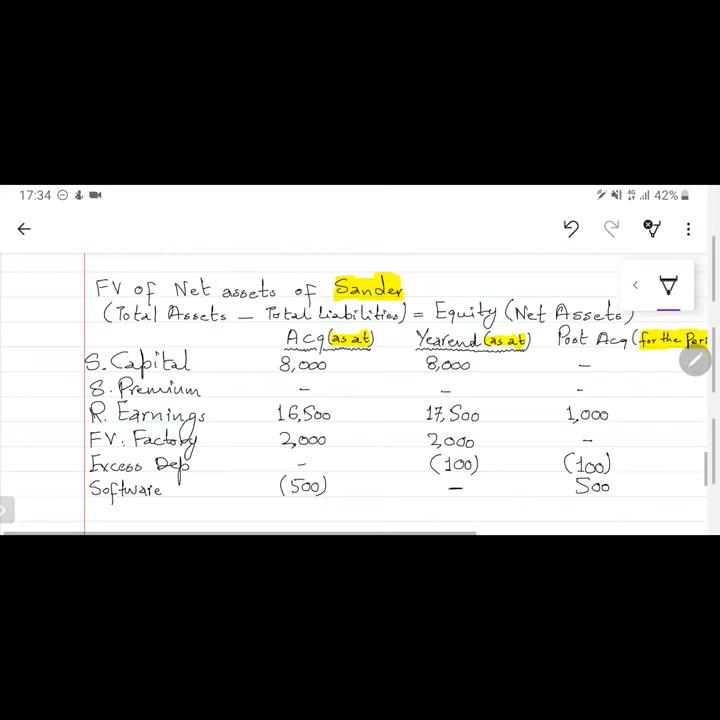 17:34 4G 42%
FV of Net assets of Sander
(Total Assets - Total Liabilities) = Equity (Net Assets)
Acq (as at) Yearend (as at) Post Acq (for the Peri
S. Capital 8,000 8,000 -
S. Premium - - -
R. Earnings 16,500 17,500 1,000
FV: Factory 2,000 2,000 -
Excess Dep - (100) (100)
Software (500) - 500